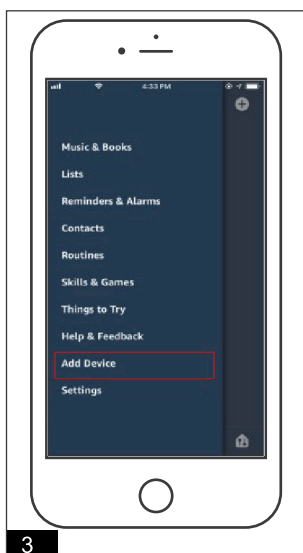 4:33 PM
Music & Books
Lists
Reminders & Alarms
Contacts
Routines
Skills & Games
Things to Try
Help & Feedback
Add Device
Settings
3